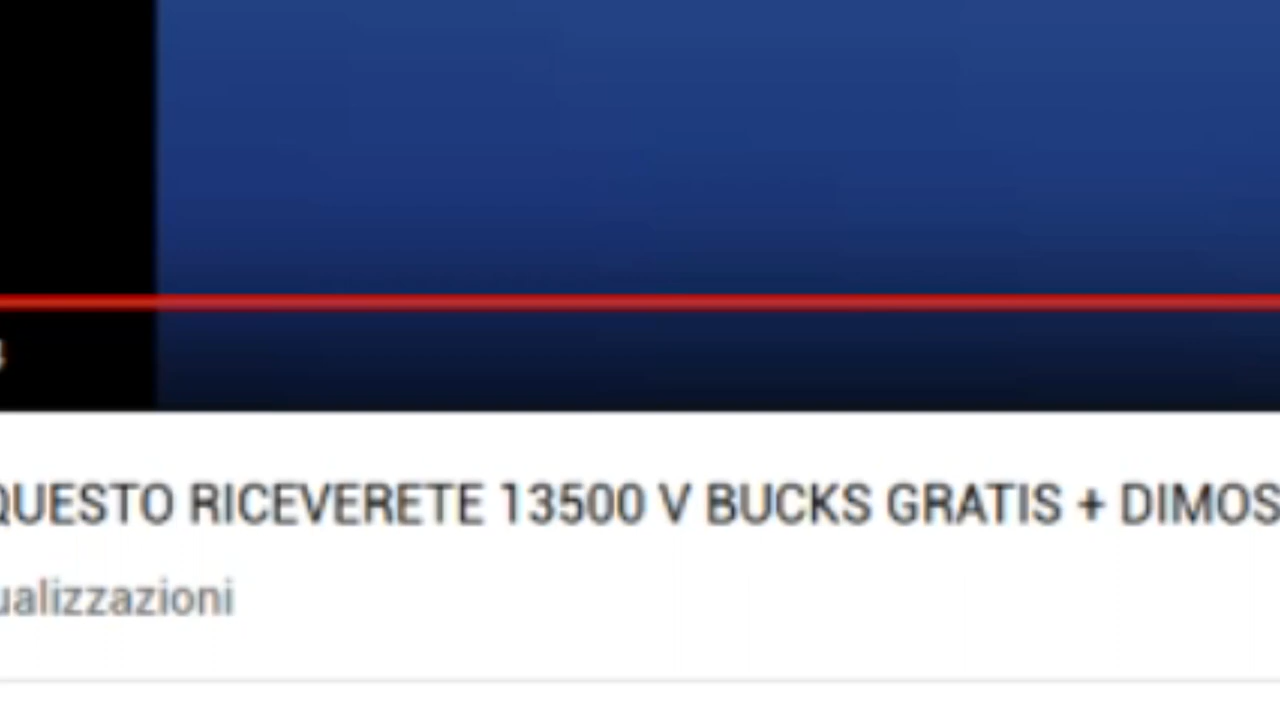 QUESTO RICEVERETE 13500 V BUCKS GRATIS + DIMOS
ualizzazioni